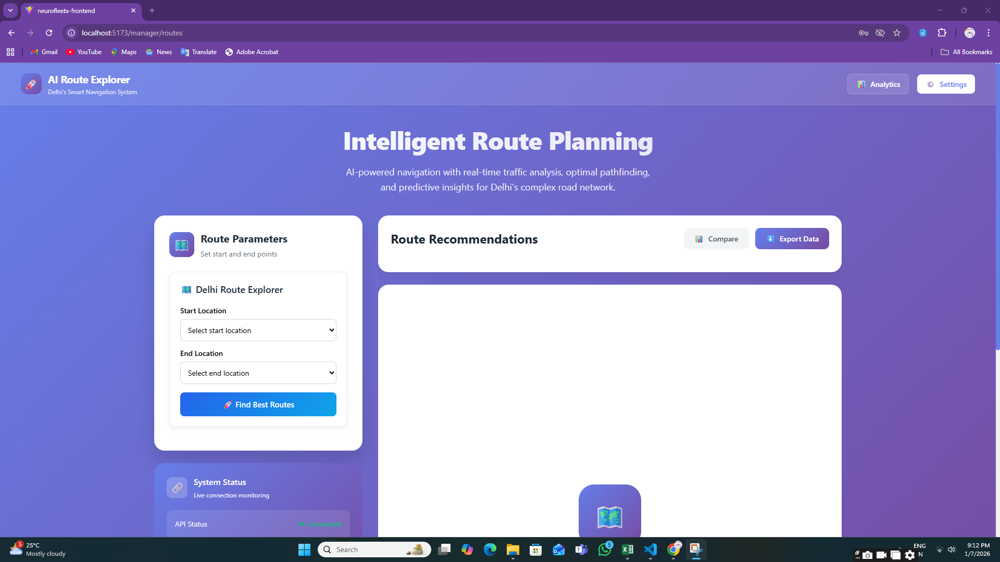 neurofleetx-frontend
localhost:5173/manager/routes
Gmail
YouTube
Maps
News
Translate
Adobe Acrobat
All Bookmarks
AI Route Explorer
Delhi's Smart Navigation System
Analytics
Settings
Intelligent Route Planning
AI-powered navigation with real-time traffic analysis, optimal pathfinding,
and predictive insights for Delhi's complex road network.
Route Parameters
Set start and end points
Delhi Route Explorer
Start Location
Select start location
End Location
Select end location
Find Best Routes
Route Recommendations
Compare
Export Data
System Status
Live connection monitoring
API Status
Connected
5
25°C
Mostly cloudy
Search
5
ENG
N
9:12 PM
1/7/2026